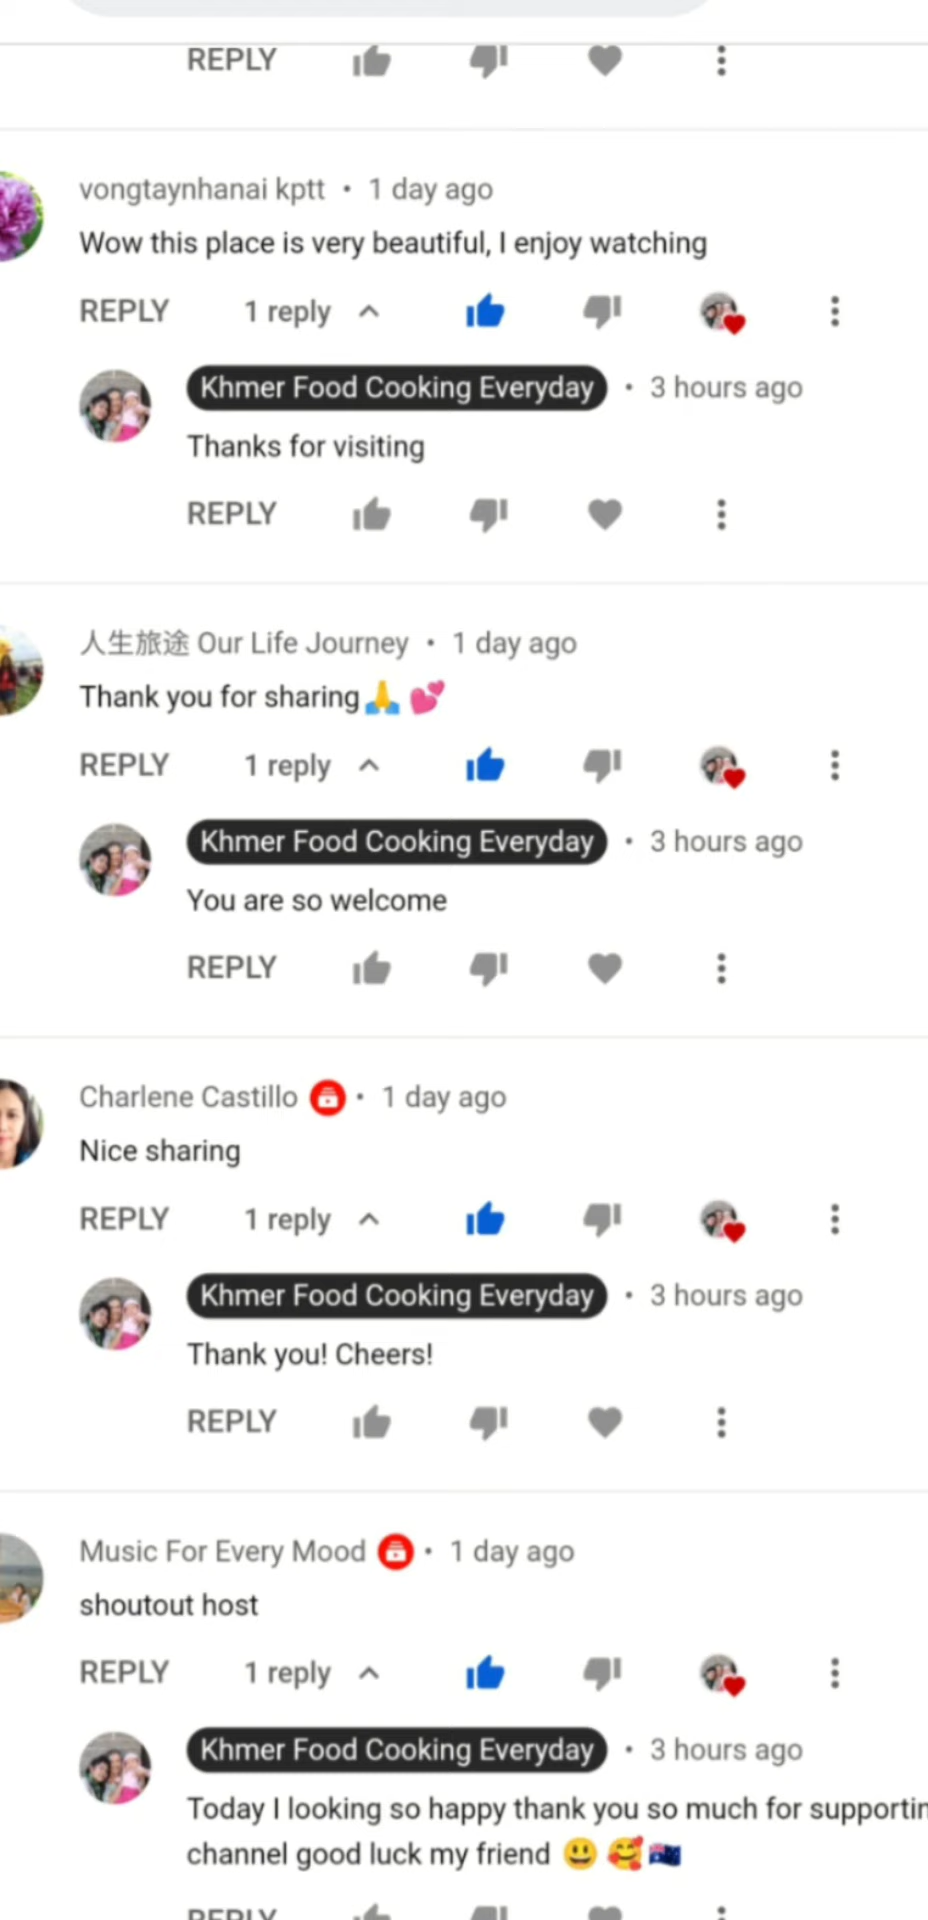 REPLY
vongtaynhanai kptt • 1 day ago
Wow this place is very beautiful, I enjoy watching
REPLY 1 reply
Khmer Food Cooking Everyday • 3 hours ago
Thanks for visiting
REPLY
人生旅途 Our Life Journey • 1 day ago
Thank you for sharing🙏 💕
REPLY 1 reply
Khmer Food Cooking Everyday • 3 hours ago
You are so welcome
REPLY
Charlene Castillo • 1 day ago
Nice sharing
REPLY 1 reply
Khmer Food Cooking Everyday • 3 hours ago
Thank you! Cheers!
REPLY
Music For Every Mood • 1 day ago
shoutout host
REPLY 1 reply
Khmer Food Cooking Everyday • 3 hours ago
Today I looking so happy thank you so much for supportin
channel good luck my friend 😃 🥰 🇦🇺
REPLY